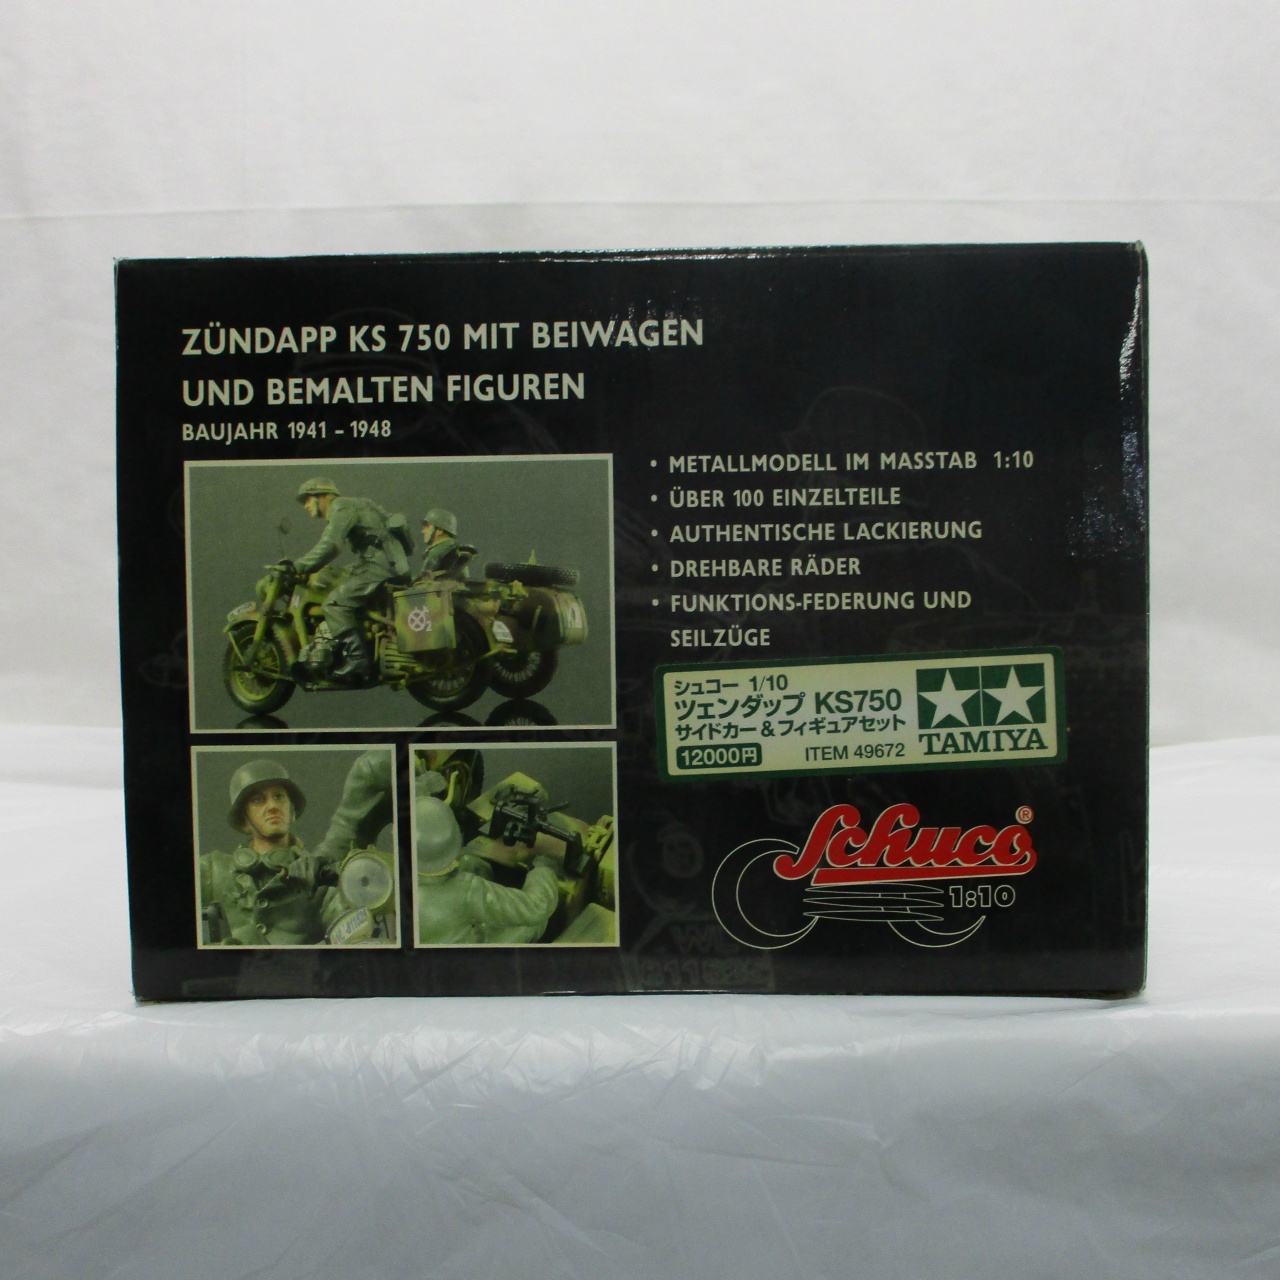 ZÜNDAPP KS 750 MIT BEIWAGEN
UND BEMALTEN FIGUREN
BAUJAHR 1941 – 1948
• METALLMODELL IM MASSTAB 1:10
• ÜBER 100 EINZELTEILE
• AUTHENTISCHE LACKIERUNG
• DREHBARE RÄDER
• FUNKTIONS-FEDERUNG UND
SEILZÜGE
シュコー 1/10
ツェンダップ KS750
サイドカー&フィギュアセット
12000円 ITEM 49672
TAMIYA
Schuco®
1:10